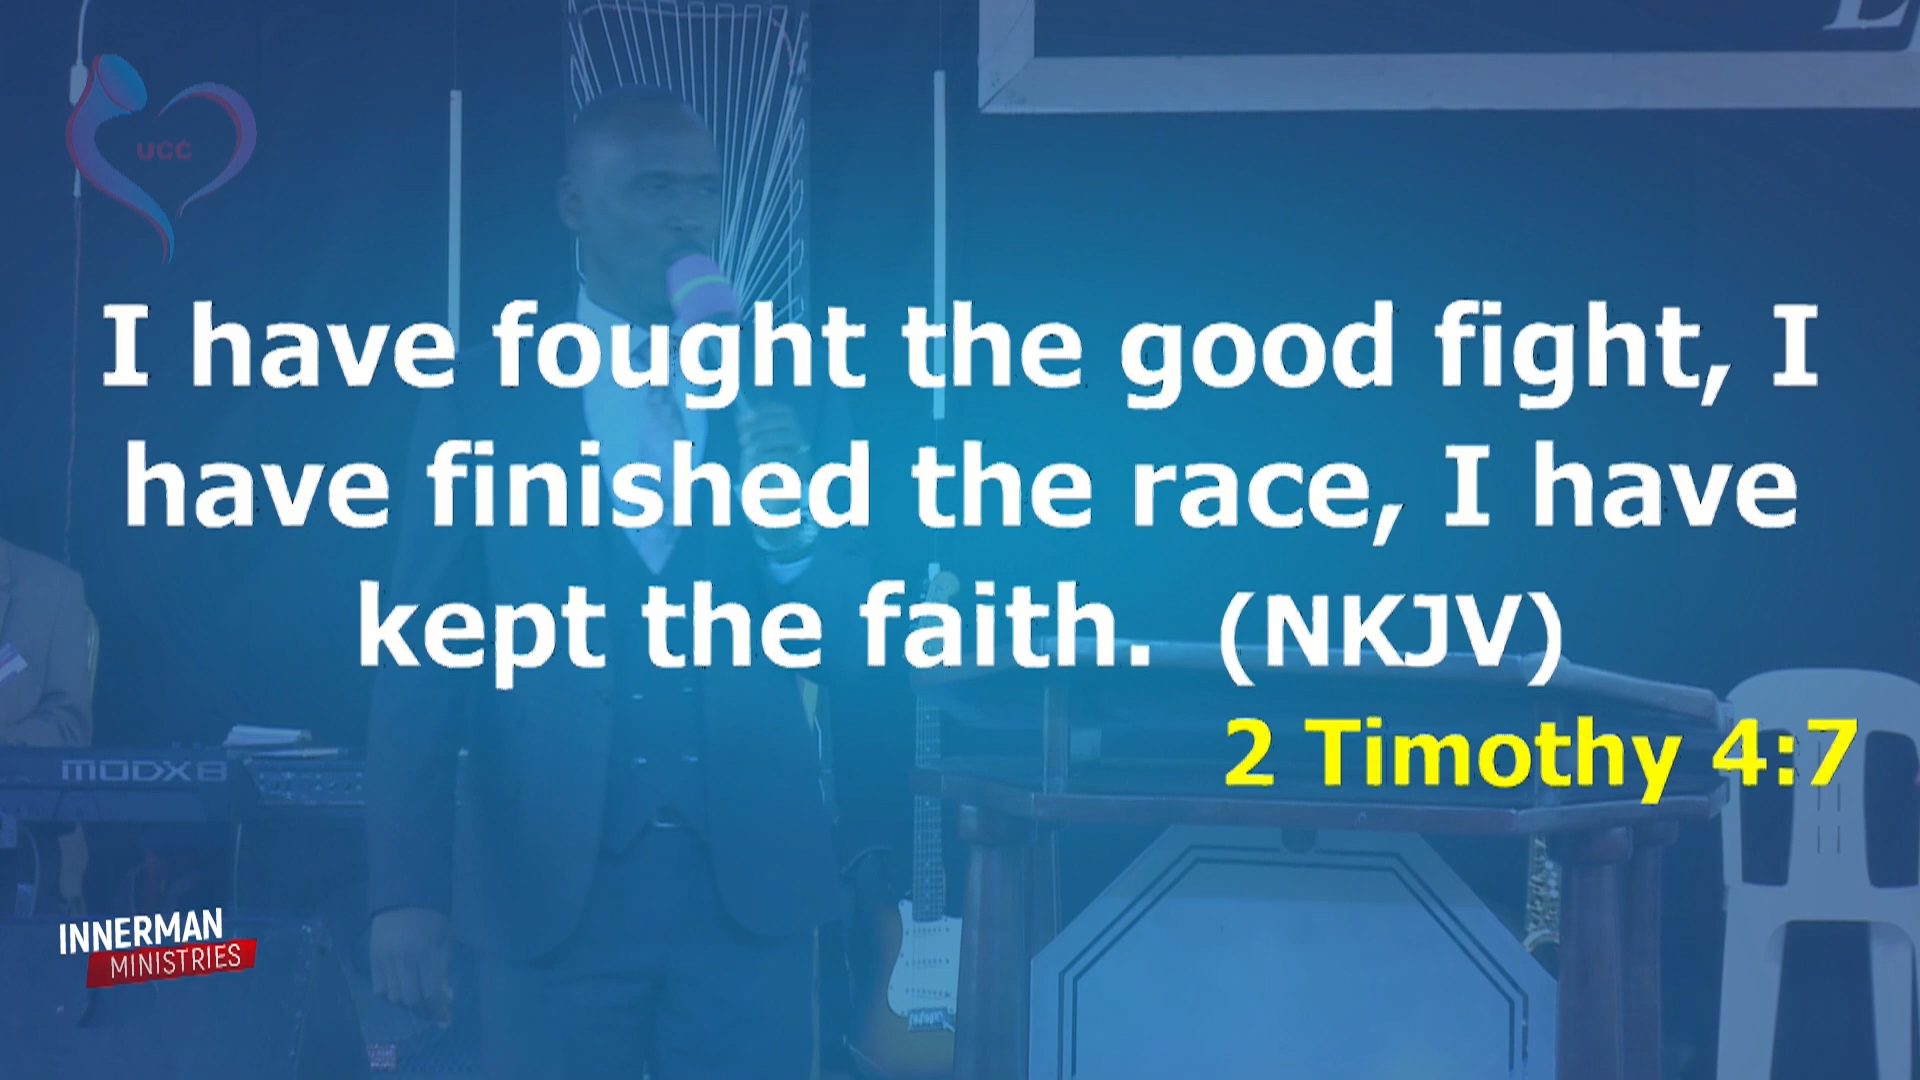 UCC
I have fought the good fight, I
have finished the race, I have
kept the faith. (NKJV)
2 Timothy 4:7
MODX8
INNERMAN
MINISTRIES